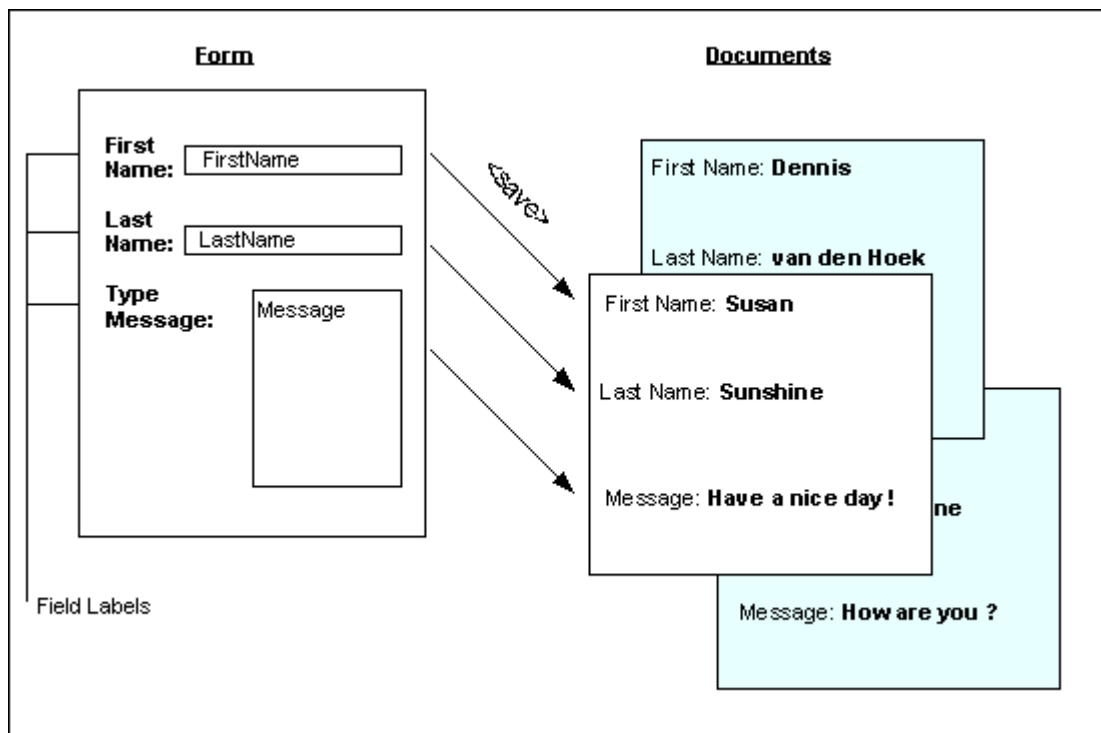 Form
Documents
First
Name:
FirstName
Last
Name:
LastName
Type
Message:
Message
Field Labels
<save>
First Name: Dennis
Last Name: van den Hoek
First Name: Susan
Last Name: Sunshine
Message: Have a nice day !
ne
Message: How are you ?